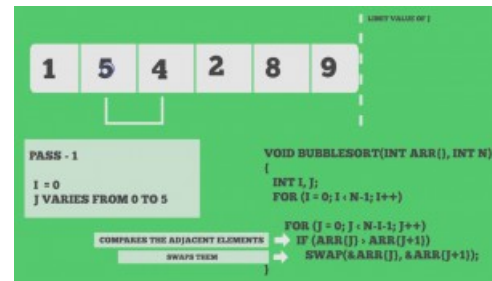 LIMIT VALUE OF J
1 5 4 2 8 9
PASS - 1
I = 0
J VARIES FROM 0 TO 5
VOID BUBBLESORT(INT ARR(), INT N)
{
INT I, J;
FOR (I = 0; I < N-1; I++)
FOR (J = 0; J < N-I-1; J++)
COMPARES THE ADJACENT ELEMENTS
IF (ARR(J) > ARR(J+1))
SWAPS THEM
SWAP(&ARR(J), &ARR(J+1));
}